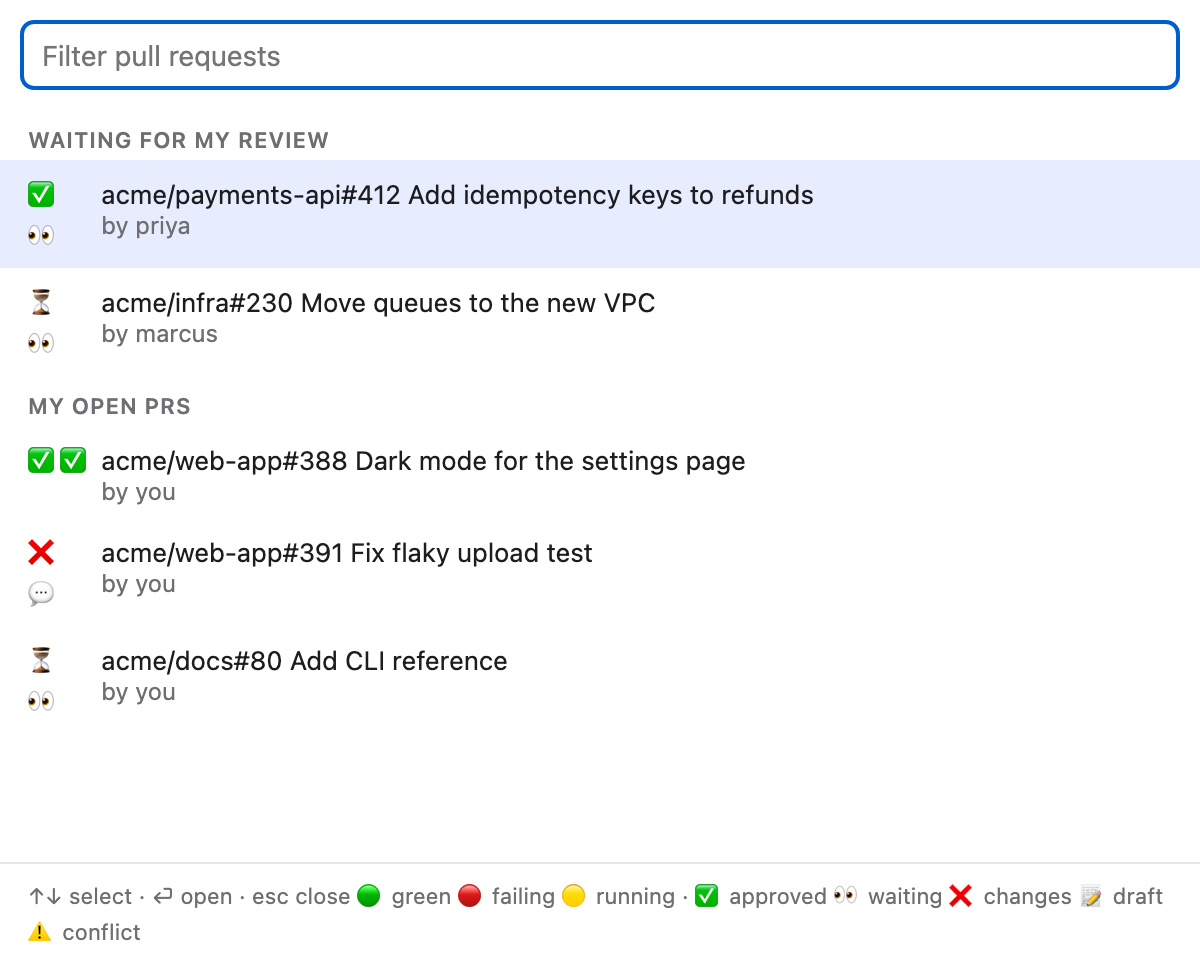 Filter pull requests
WAITING FOR MY REVIEW
✅ acme/payments-api#412 Add idempotency keys to refunds
👀 by priya
⏳ acme/infra#230 Move queues to the new VPC
👀 by marcus
MY OPEN PRS
✅✅ acme/web-app#388 Dark mode for the settings page
by you
❌ acme/web-app#391 Fix flaky upload test
💬 by you
⏳ acme/docs#80 Add CLI reference
👀 by you
↑↓ select · ⏎ open · esc close 🟢 green 🔴 failing 🟡 running · ✅ approved 👀 waiting ❌ changes 📝 draft
⚠️ conflict